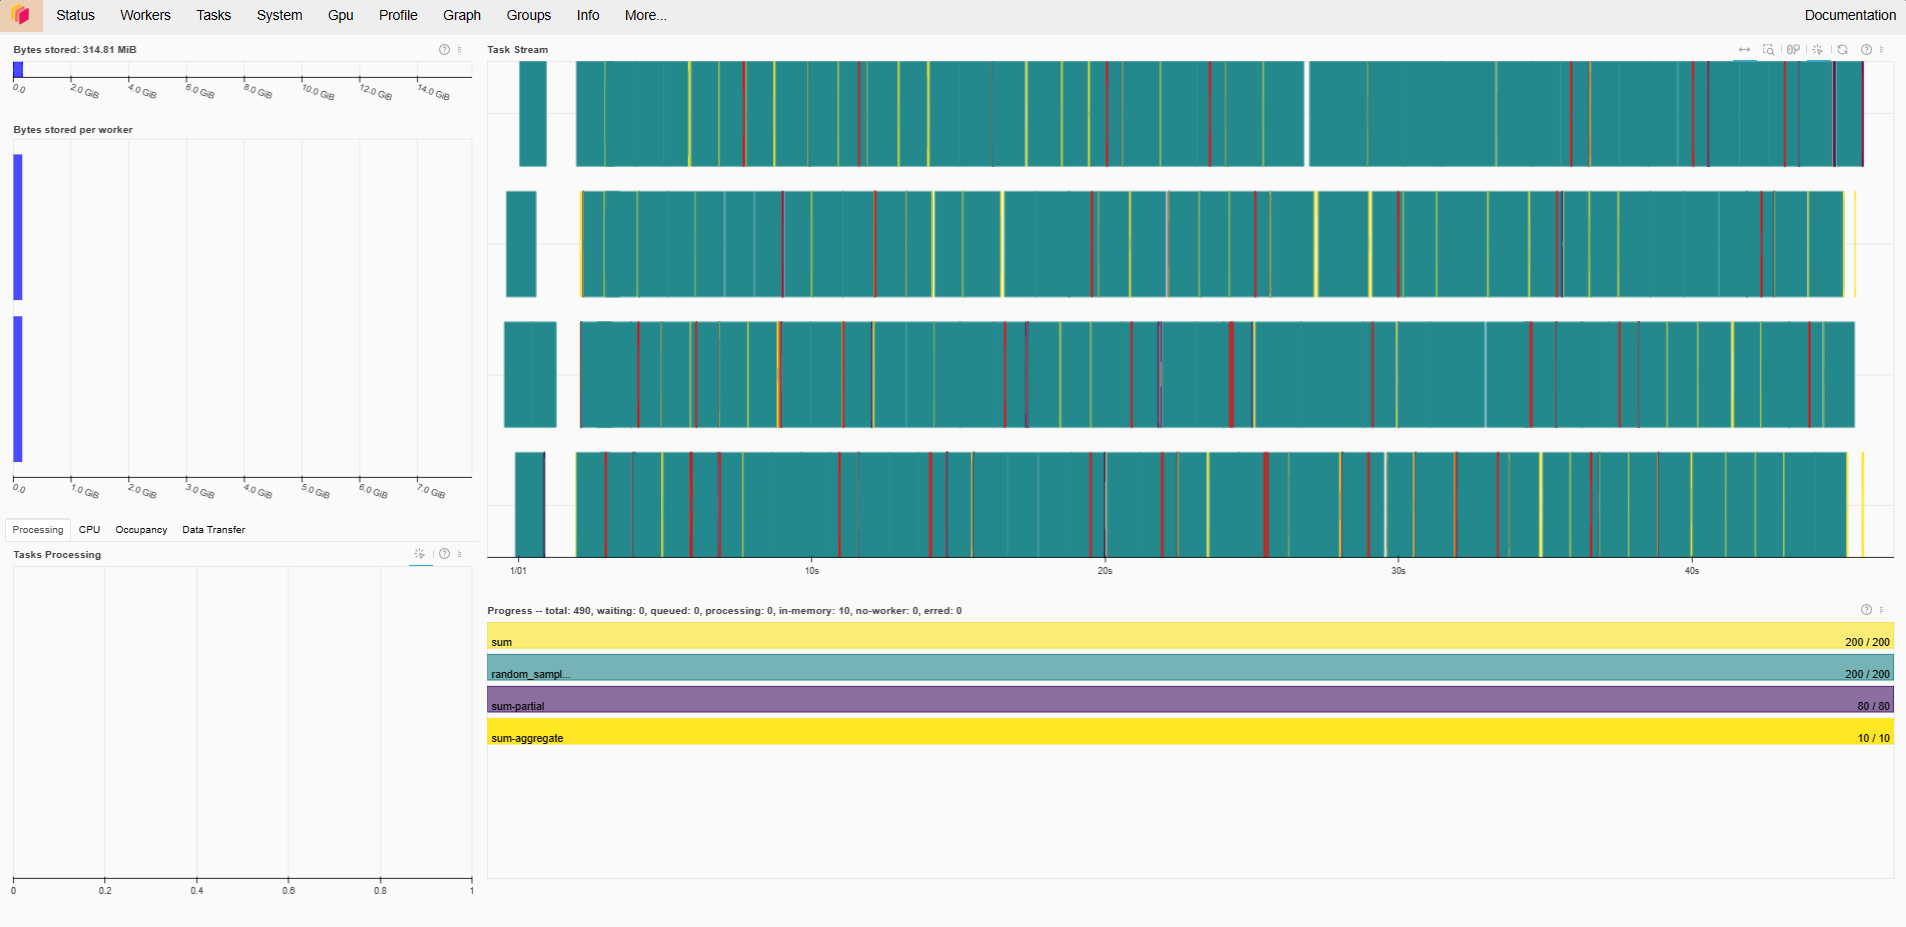 Status Workers Tasks System Gpu Profile Graph Groups Info More... Documentation
Bytes stored: 314.81 MiB
0.0 2.0 GiB 4.0 GiB 6.0 GiB 8.0 GiB 10.0 GiB 12.0 GiB 14.0 GiB
Bytes stored per worker
0.0 1.0 GiB 2.0 GiB 3.0 GiB 4.0 GiB 5.0 GiB 6.0 GiB 7.0 GiB
Processing CPU Occupancy Data Transfer
Tasks Processing
0 0.2 0.4 0.6 0.8 1
Task Stream
1/01 10s 20s 30s 40s
Progress -- total: 490, waiting: 0, queued: 0, processing: 0, in-memory: 10, no-worker: 0, erred: 0
sum 200 / 200
random_sampl... 200 / 200
sum-partial 80 / 80
sum-aggregate 10 / 10